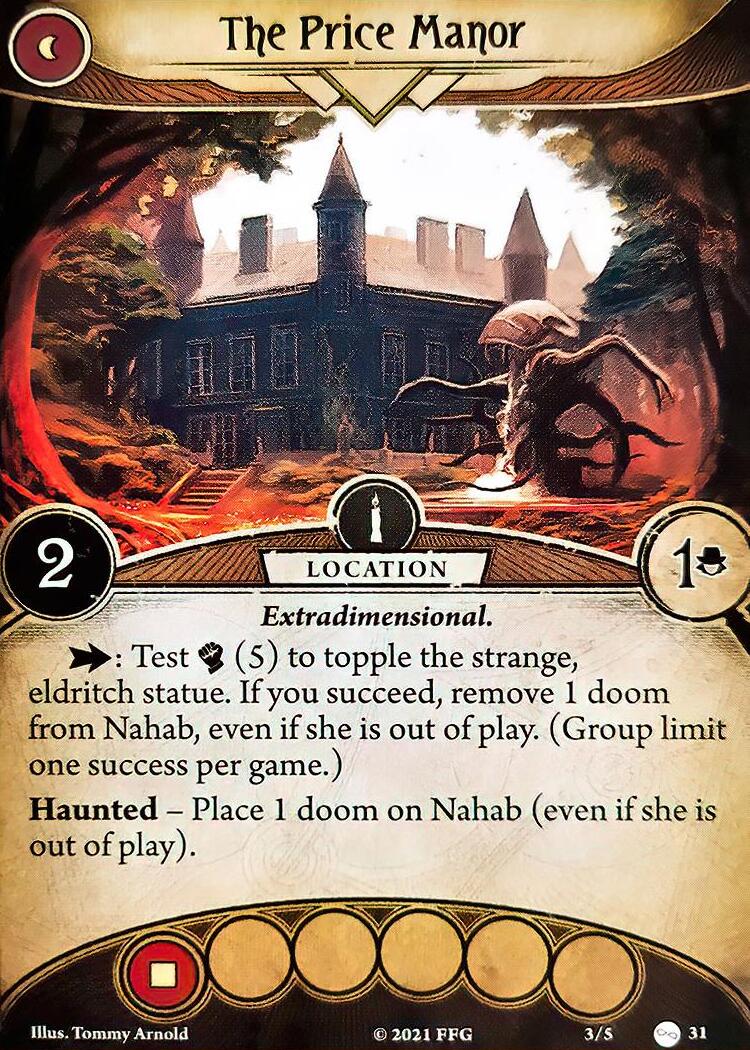 The Price Manor
2
1
LOCATION
Extradimensional.
: Test (5) to topple the strange,
eldritch statue. If you succeed, remove 1 doom
from Nahab, even if she is out of play. (Group limit
one success per game.)
Haunted – Place 1 doom on Nahab (even if she is
out of play).
Illus. Tommy Arnold © 2021 FFG 3/5 31